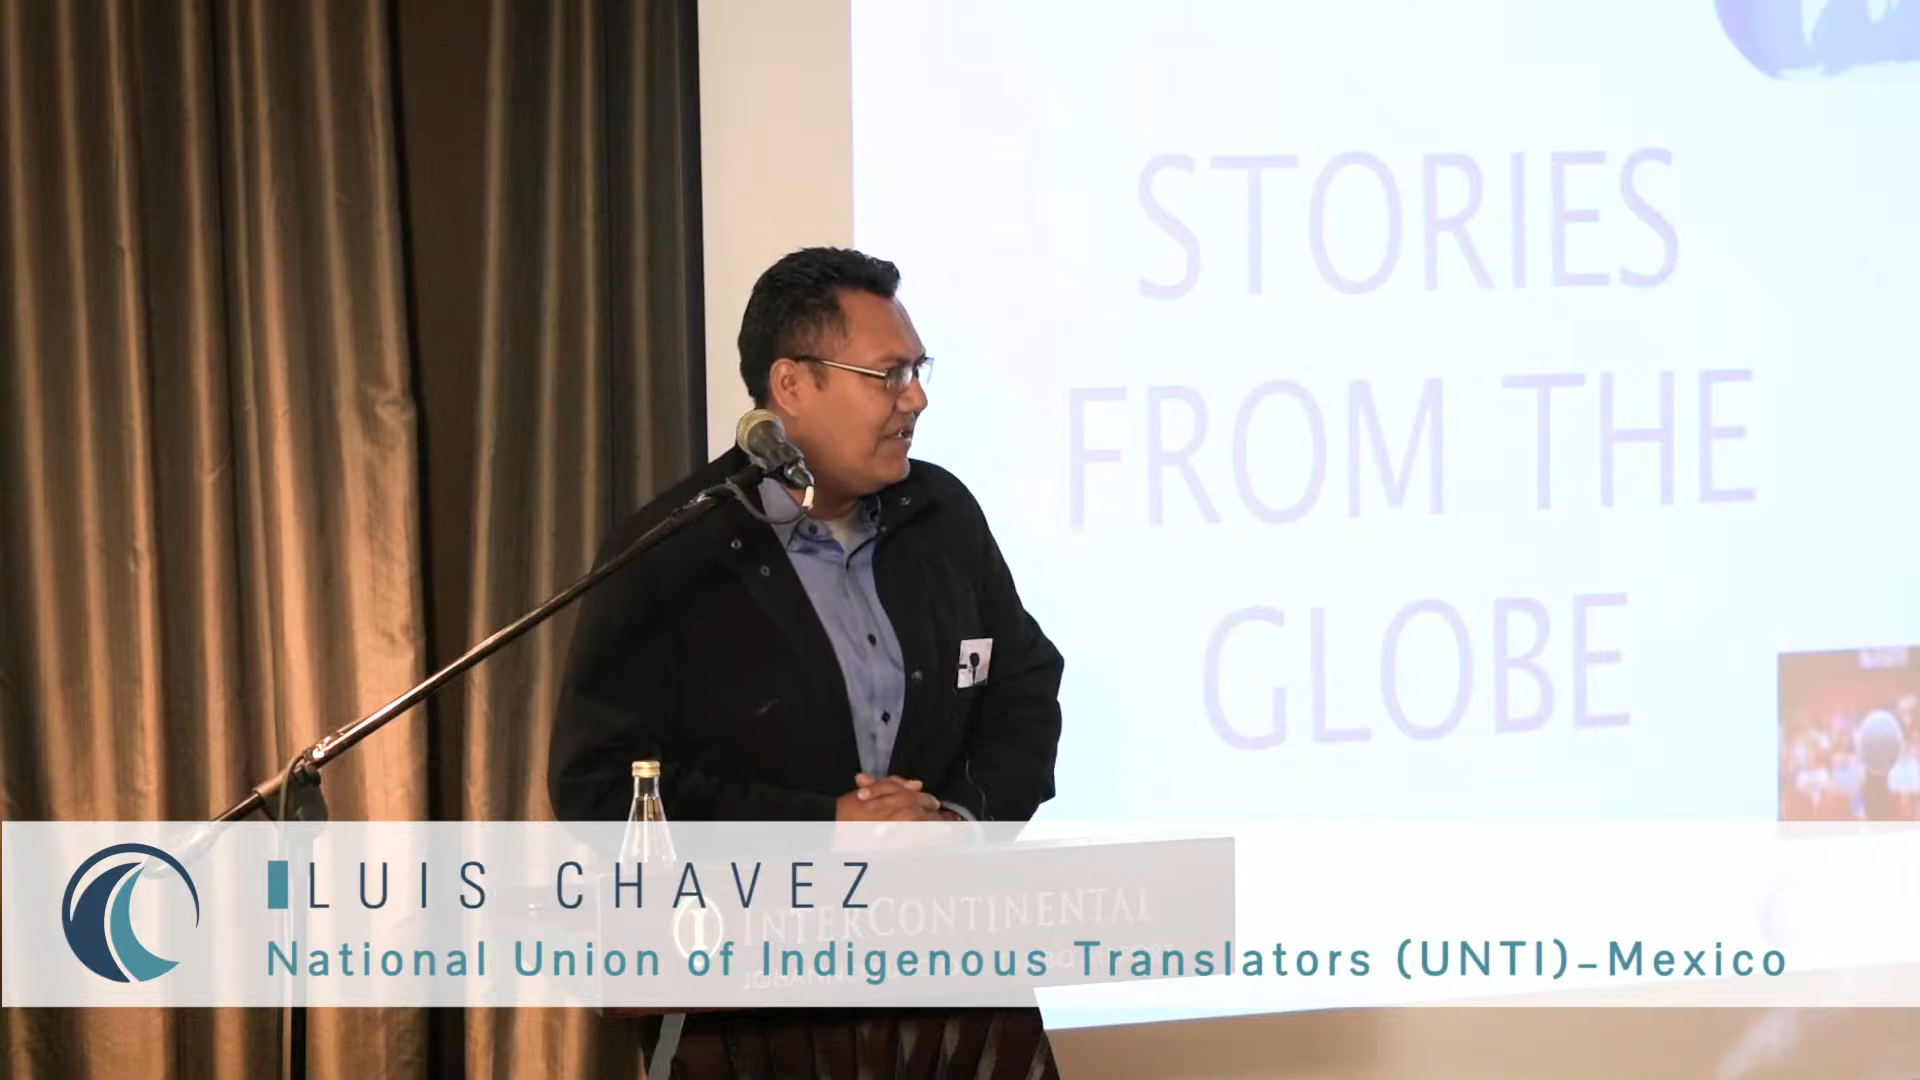 STORIES
FROM THE
GLOBE
LUIS CHAVEZ
INTERCONTINENTAL
National Union of Indigenous Translators (UNTI)-Mexico